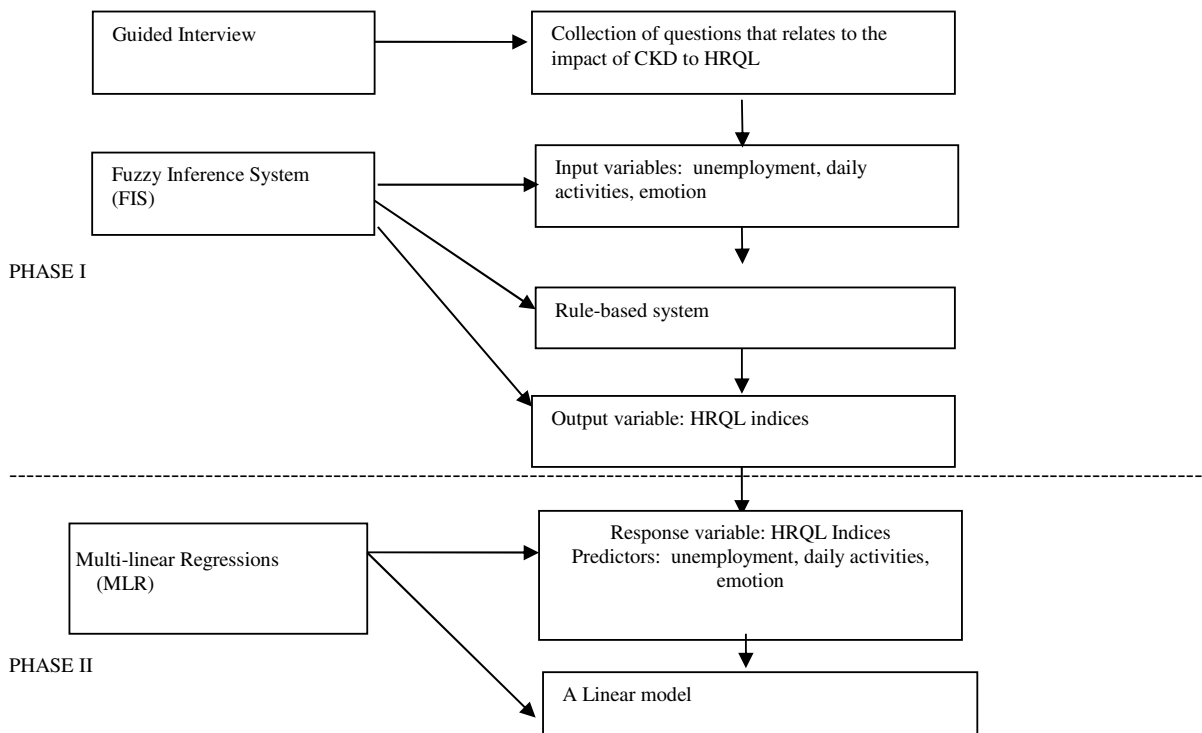 Guided Interview
Collection of questions that relates to the
impact of CKD to HRQL
Fuzzy Inference System
(FIS)
Input variables: unemployment, daily
activities, emotion
PHASE I
Rule-based system
Output variable: HRQL indices
Multi-linear Regressions
(MLR)
Response variable: HRQL Indices
Predictors: unemployment, daily activities,
emotion
PHASE II
A Linear model